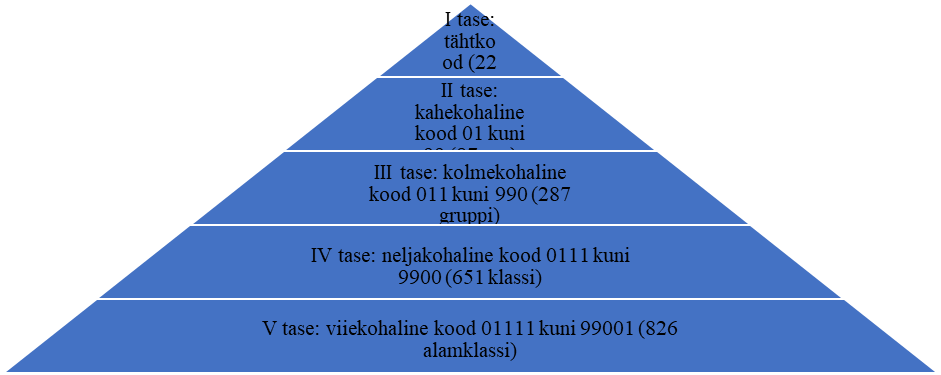 I tase:
tähtko
od (22
II tase:
kahekohaline
kood 01 kuni
III tase: kolmekohaline
kood 011 kuni 990 (287
gruppi)
IV tase: neljakohaline kood 0111 kuni
9900 (651 klassi)
V tase: viiekohaline kood 01111 kuni 99001 (826
alamklassi)